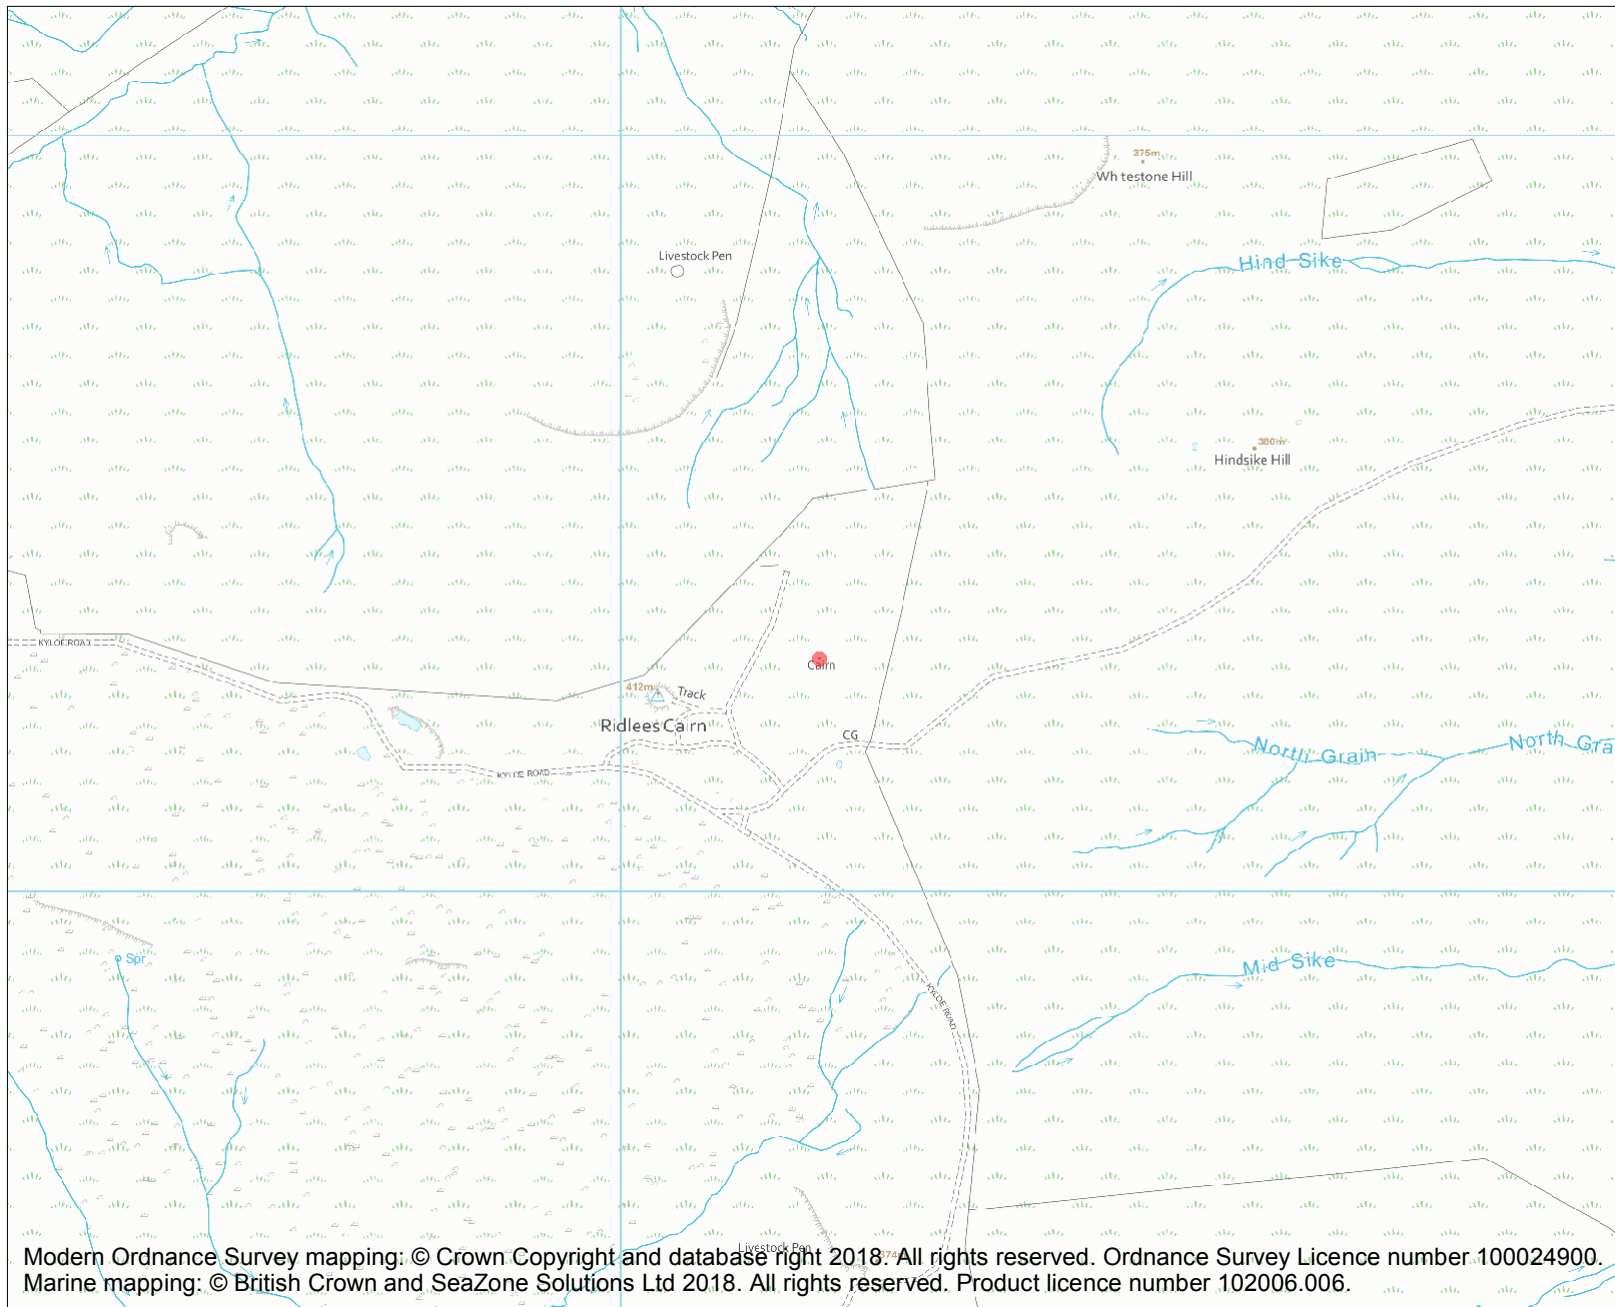 375m
Wh testone Hill
Livestock Pen
Hind Sike
380m
Hindsike Hill
KYLOE ROAD
Cairn
412m
Track
Ridlees Cairn
CG
North Grain
North Gra
KYLOE ROAD
Spr
Mid Sike
KYLOE ROAD
Livestock Pen
374m
Modern Ordnance Survey mapping: © Crown Copyright and database right 2018. All rights reserved. Ordnance Survey Licence number 100024900.
Marine mapping: © British Crown and SeaZone Solutions Ltd 2018. All rights reserved. Product licence number 102006.006.